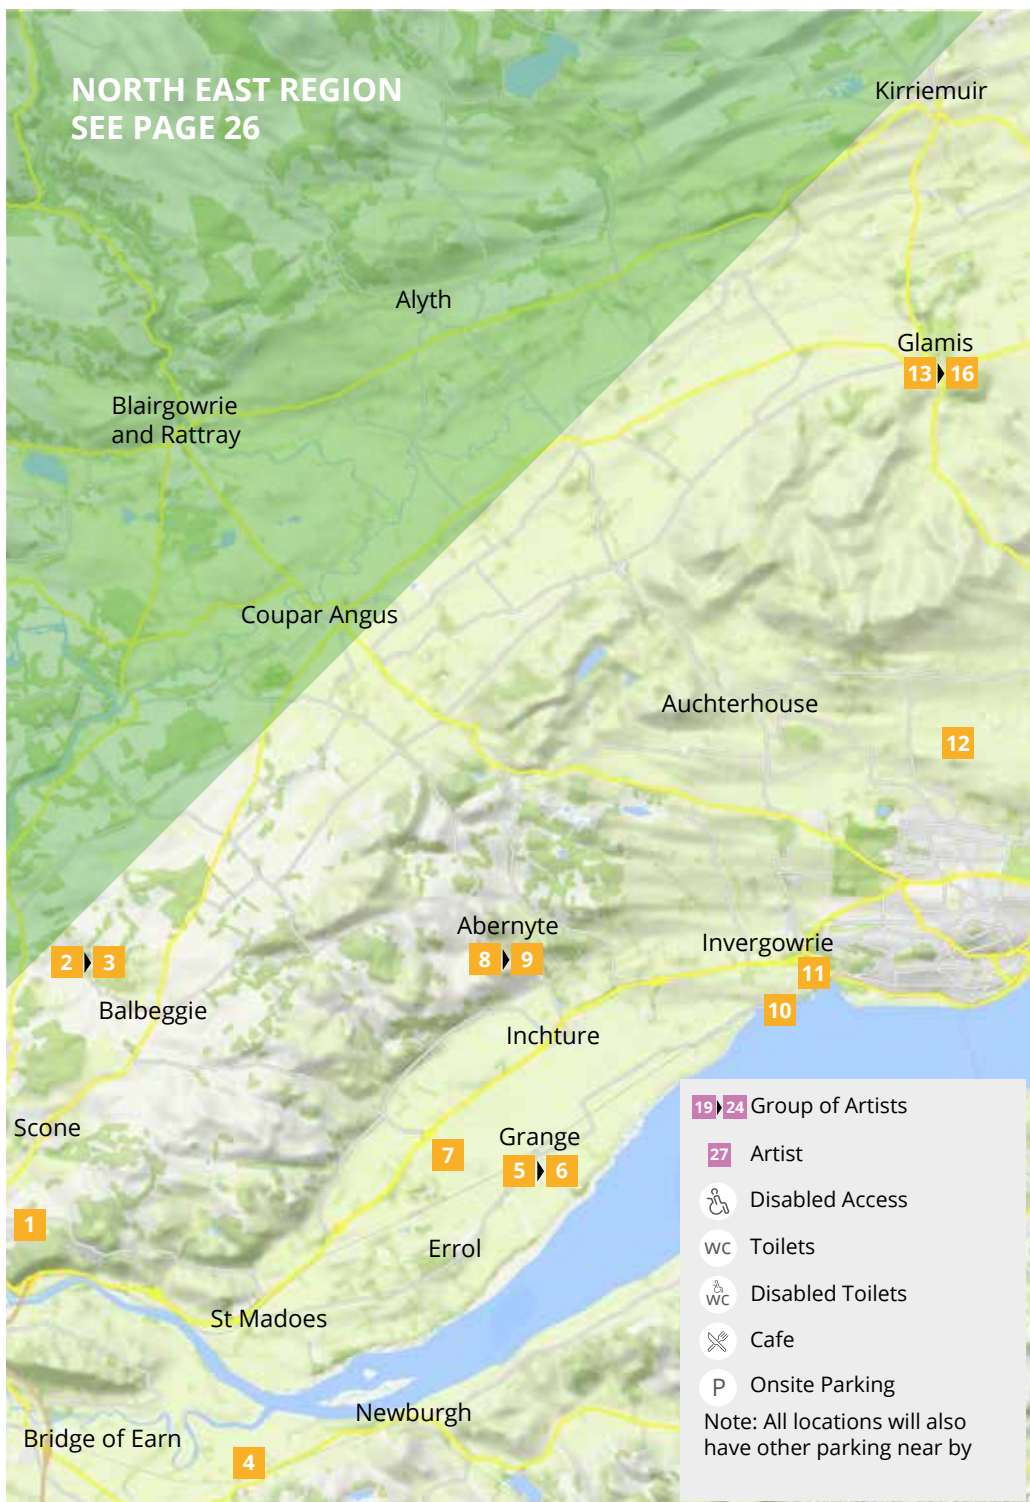 NORTH EAST REGION
SEE PAGE 26
Kirriemuir
Alyth
Glamis
13 16
Blairgowrie
and Rattray
Coupar Angus
Auchterhouse
12
Abernyte
8 9
Invergowrie
11
2 3
Balbeggie
10
Inchture
Scone
Grange
7
5 6
1
Errol
St Madoes
Newburgh
Bridge of Earn
4
19 24 Group of Artists
27 Artist
Disabled Access
WC Toilets
WC Disabled Toilets
Cafe
P Onsite Parking
Note: All locations will also
have other parking near by